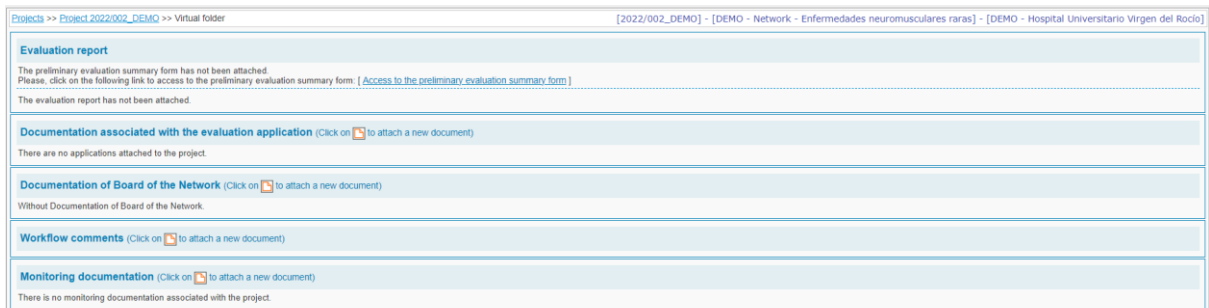 Projects >> Project 2022/002_DEMO >> Virtual folder
[2022/002_DEMO] - [DEMO - Network - Enfermedades neuromusculares raras] - [DEMO - Hospital Universitario Virgen del Rocío]
Evaluation report
The preliminary evaluation summary form has not been attached.
Please, click on the following link to access to the preliminary evaluation summary form: [ Access to the preliminary evaluation summary form ]
The evaluation report has not been attached.
Documentation associated with the evaluation application (Click on to attach a new document)
There are no applications attached to the project.
Documentation of Board of the Network (Click on to attach a new document)
Without Documentation of Board of the Network.
Workflow comments (Click on to attach a new document)
Monitoring documentation (Click on to attach a new document)
There is no monitoring documentation associated with the project.